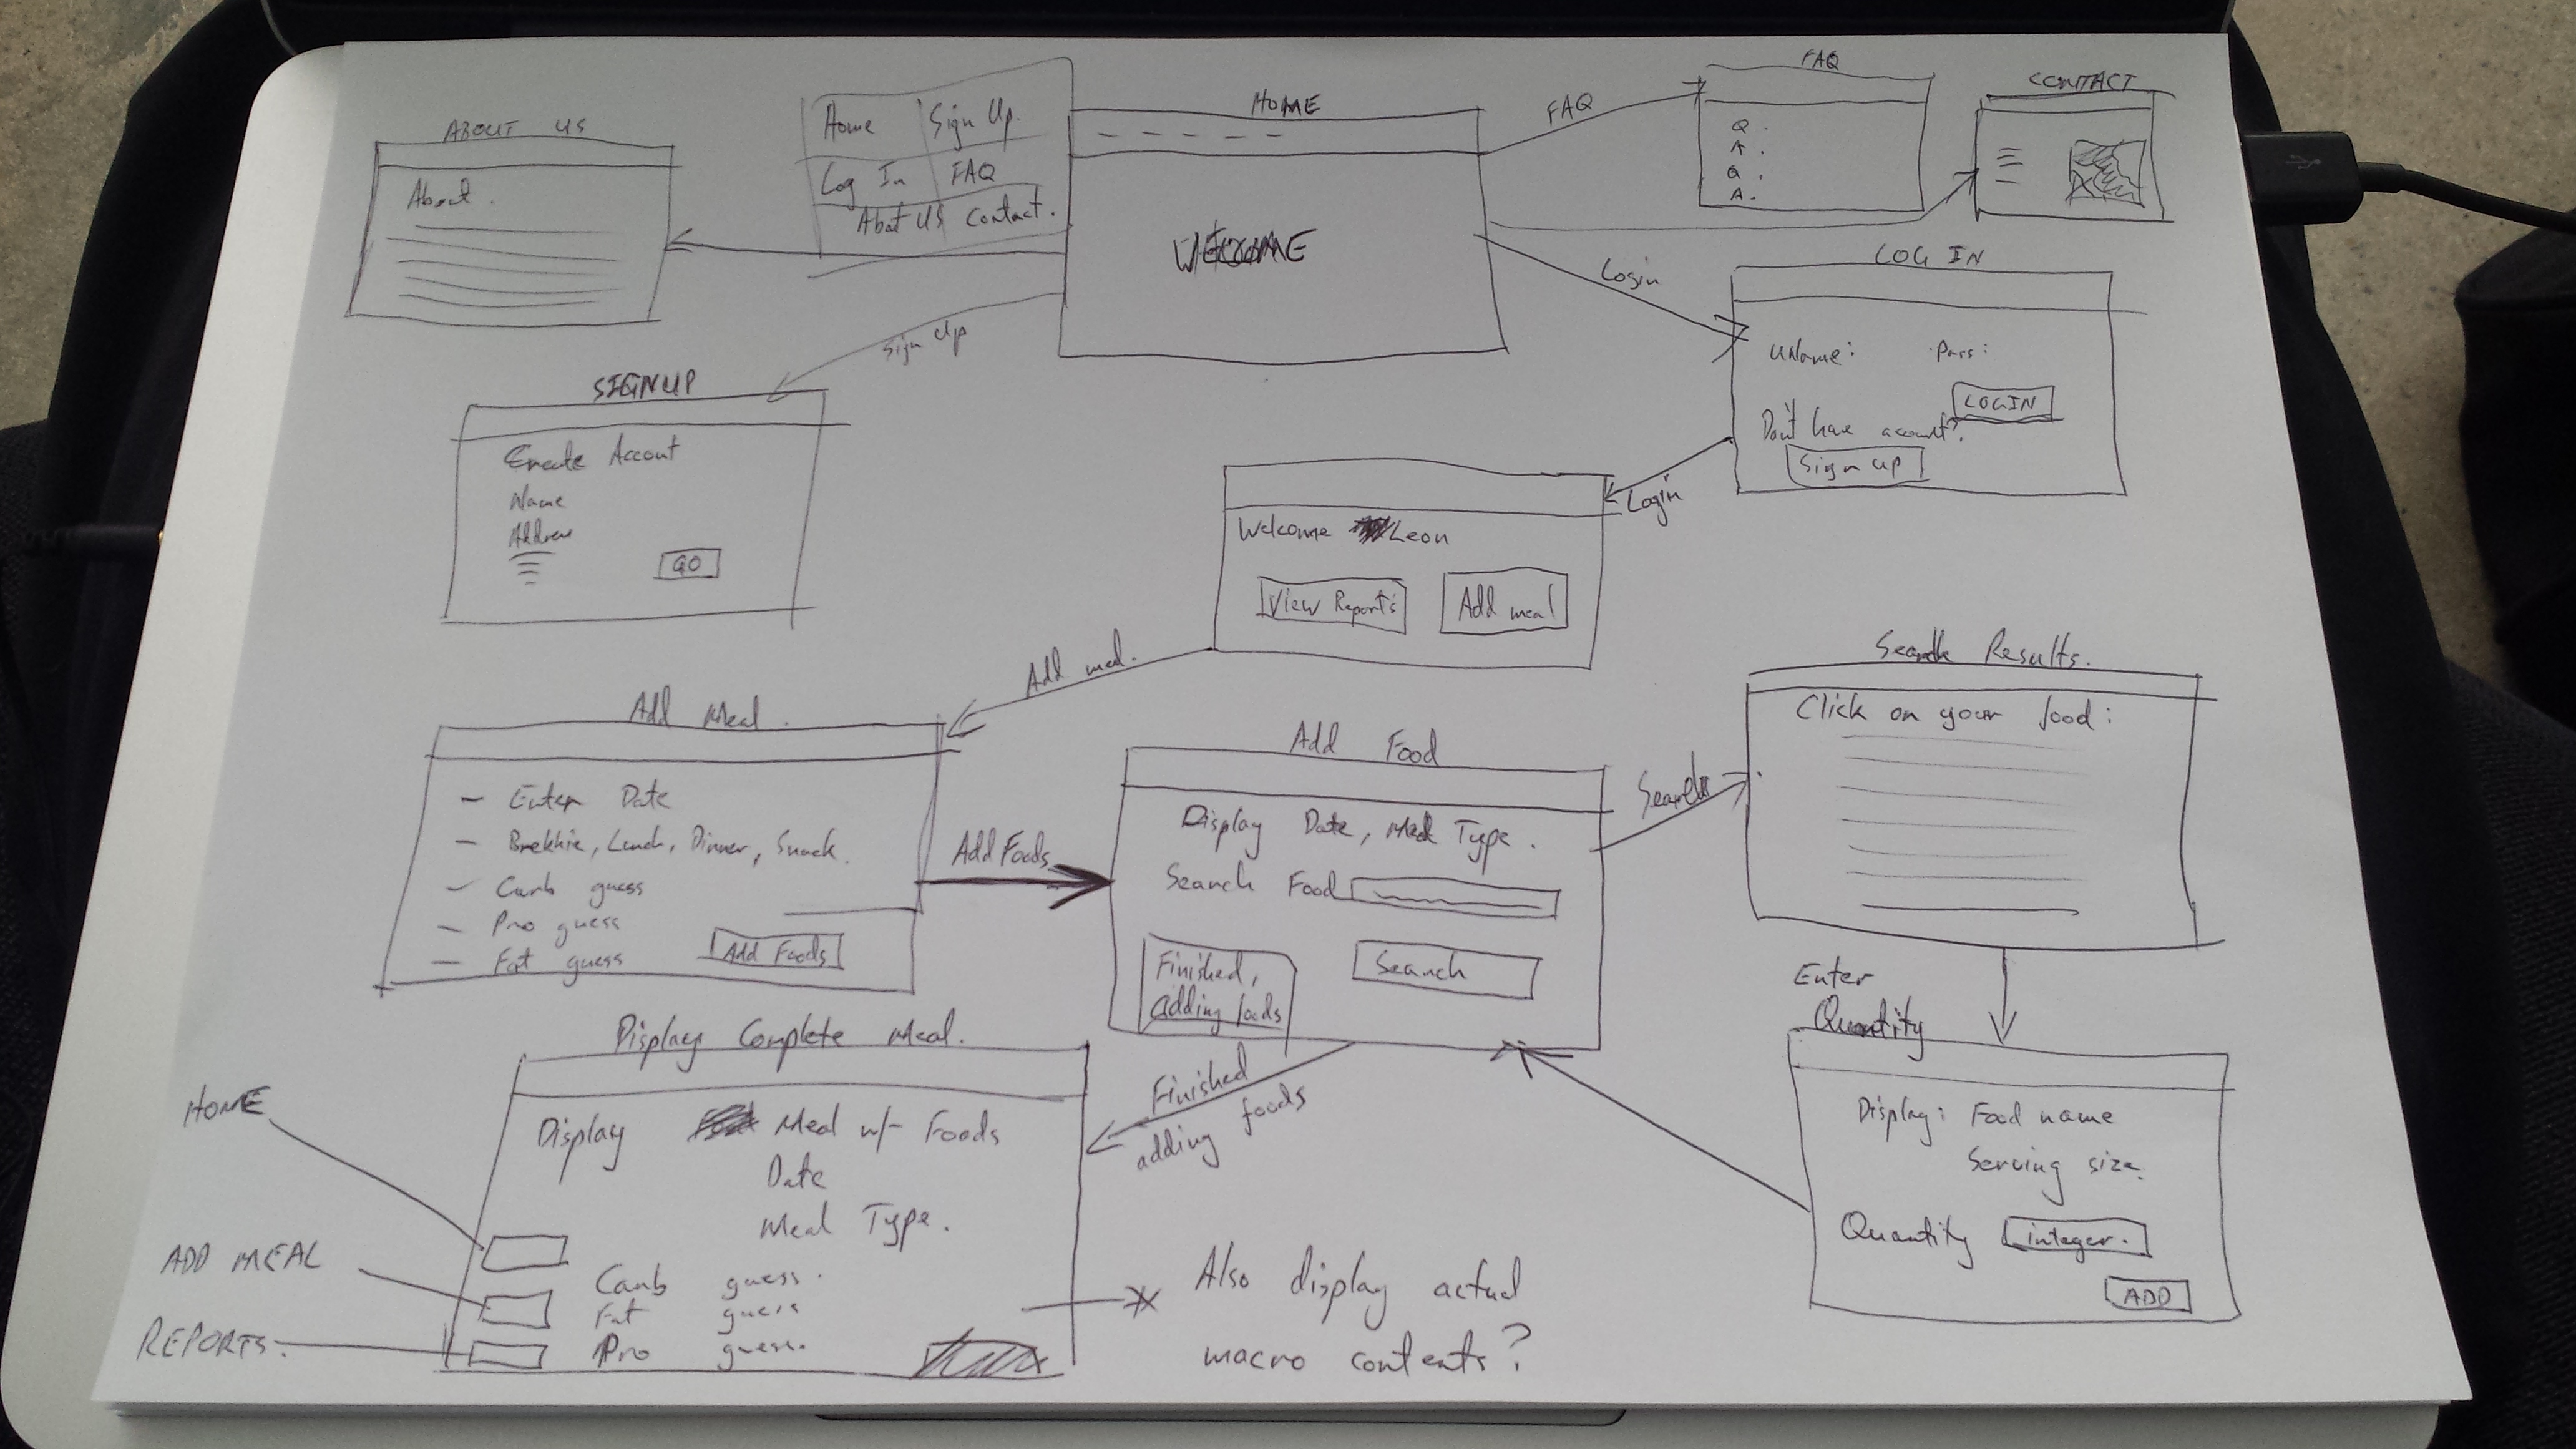 HOME
FAQ
CONTACT
ABOUT US
Home
Sign Up.
Log In
FAQ
About US Contact.
About.
WELCOME
FAQ
Q.
A.
Q.
A.
Sign Up
Login
LOG IN
UName: Pass:
LOGIN
Don't have account?
Sign up
SIGNUP
Create Accout
Name
Address
GO
Login
Welcome Leon
View Reports
Add meal
Add meal.
Add Meal.
- Enter Date
- Brekkie, Lunch, Dinner, Snack.
- Carb guess
- Pro guess
- Fat guess
Add Foods
Add Foods
Add Food
Display Date, Meal Type.
Search Food
Search
Finished,
adding foods
Search
Search Results.
Click on your food:
Enter
Quantity
Display: Food name
Serving size.
Quantity integer.
ADD
Finished
adding foods
Display Complete Meal.
Display Meal w/- Foods
Date
Meal Type.
Carb guess.
Fat guess
Pro guess.
HOME
ADD MEAL
REPORTS.
Also display actual
macro contents?